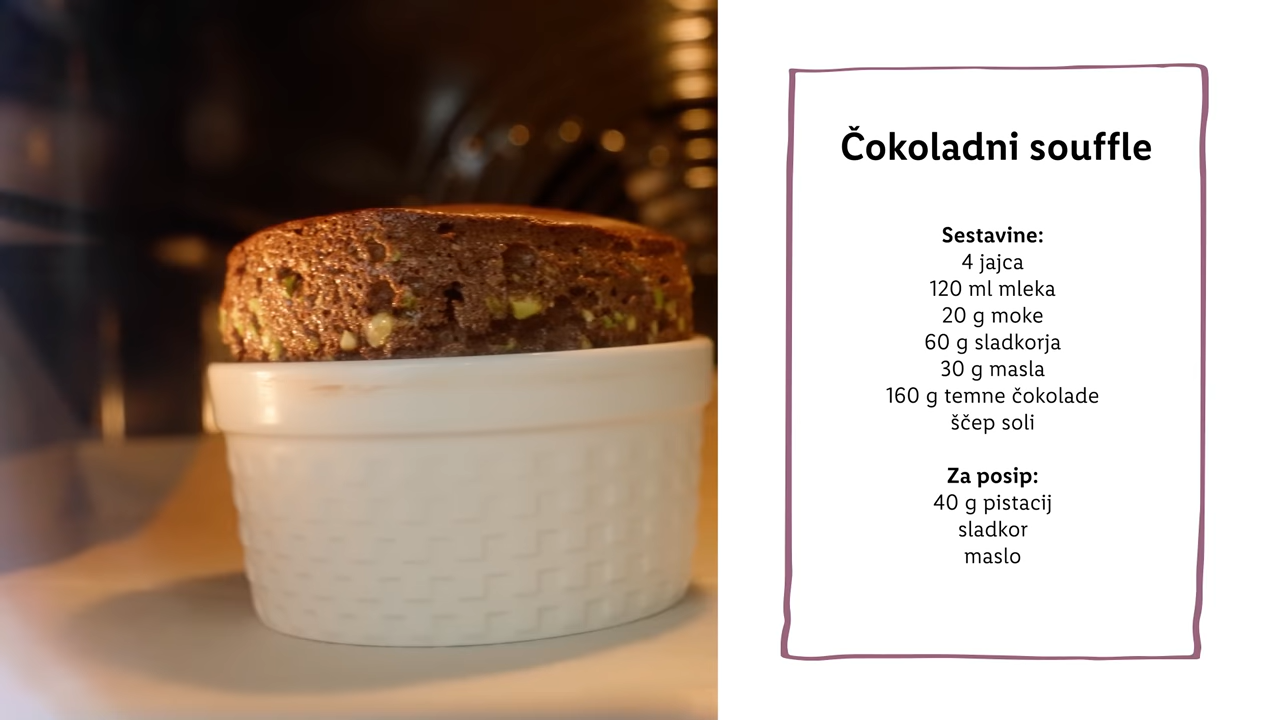 Čokoladni souffle
Sestavine:
4 jajca
120 ml mleka
20 g moke
60 g sladkorja
30 g masla
160 g temne čokolade
ščep soli
Za posip:
40 g pistacij
sladkor
maslo